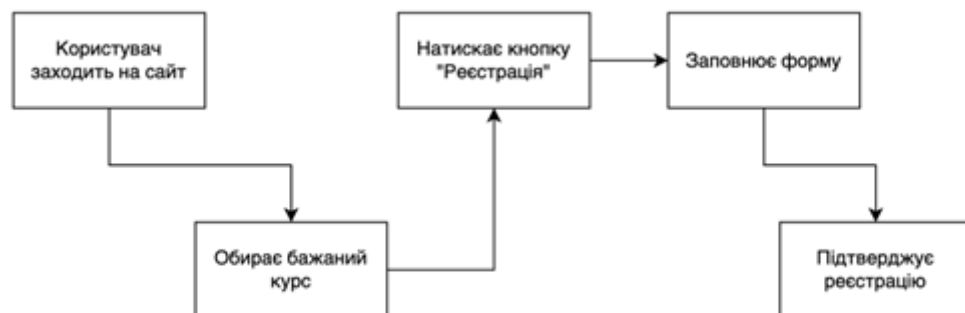 Користувач
заходить на сайт
Обирає бажаний
курс
Натискає кнопку
"Реєстрація"
Заповнює форму
Підтверджує
реєстрацію